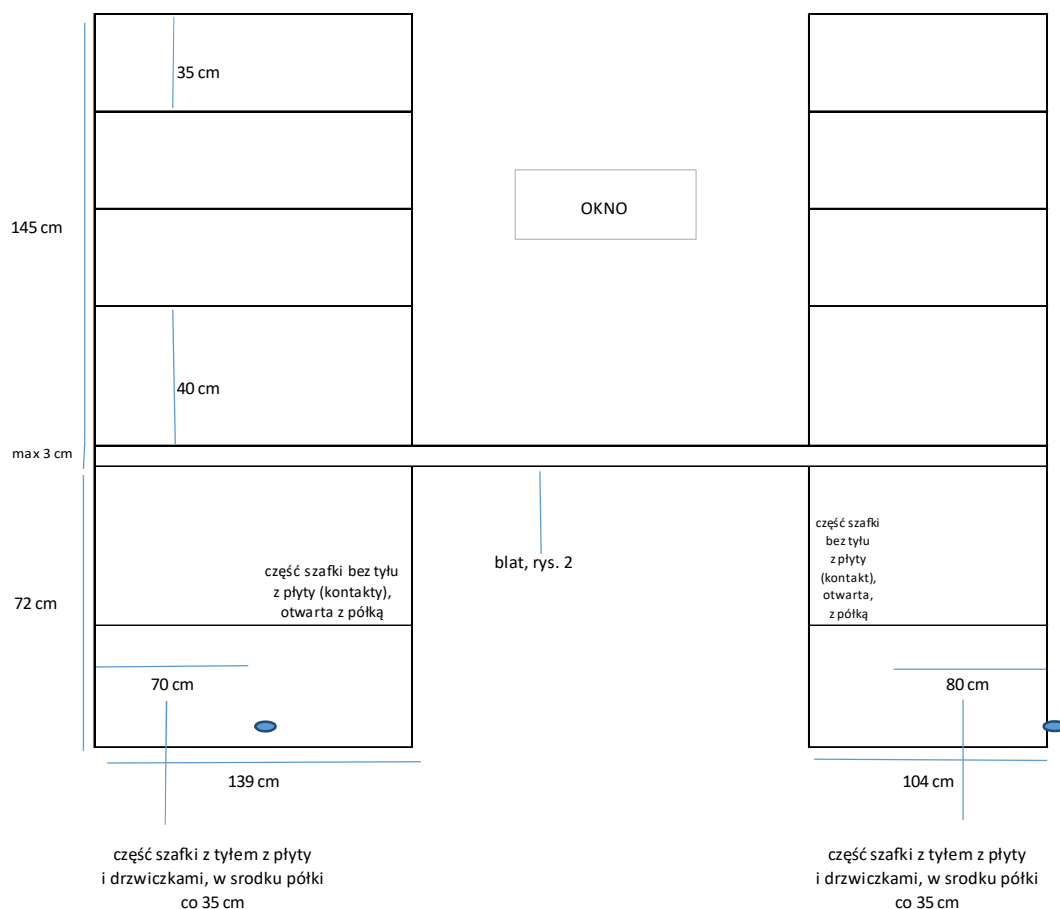 35 cm
OKNO
145 cm
40 cm
max 3 cm
część szafki
bez tyłu
z płyty
(kontakt),
otwarta,
z półką
blat, rys. 2
część szafki bez tyłu
z płyty (kontakty),
otwarta z półką
72 cm
70 cm
80 cm
139 cm
104 cm
część szafki z tyłem z płyty
i drzwiczkami, w srodku półki
co 35 cm
część szafki z tyłem z płyty
i drzwiczkami, w srodku półki
co 35 cm